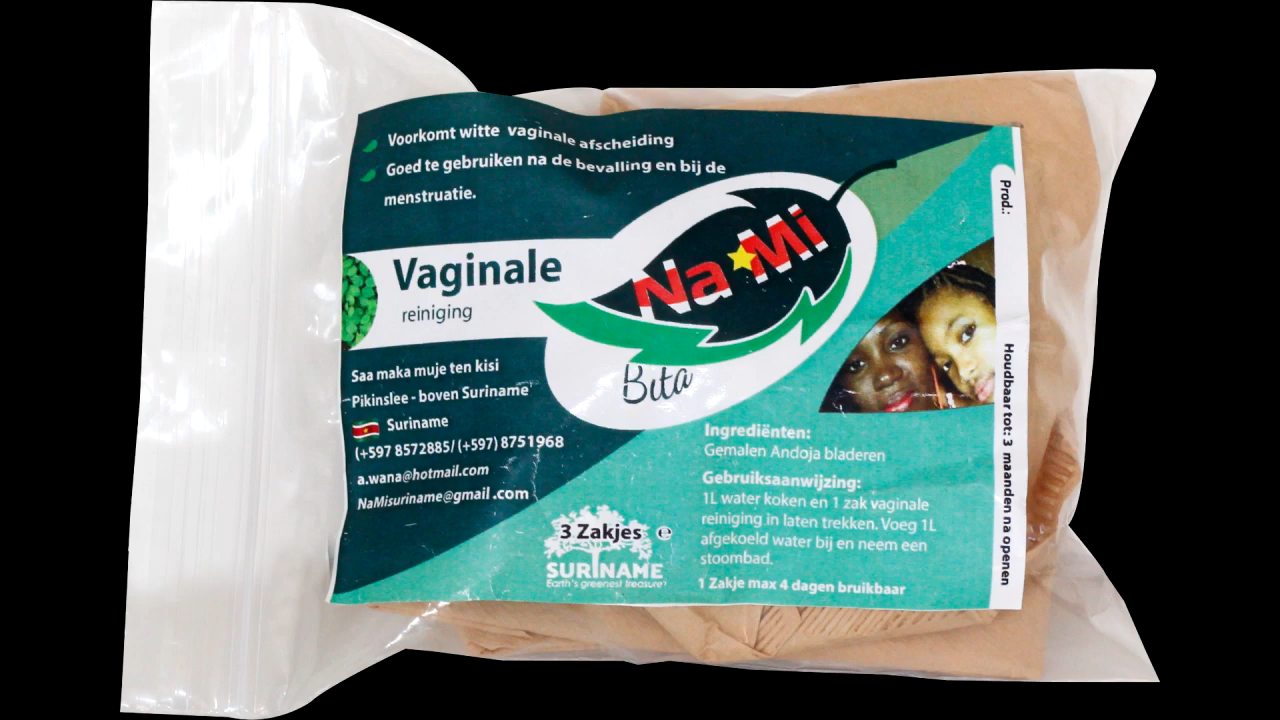 Voorkomt witte vaginale afscheiding
Goed te gebruiken na de bevalling en bij de
menstruatie.
Vaginale
reiniging
Na Mi
Bita
Saa maka muje ten kisi
Pikinslee - boven Suriname
Suriname
(+597 8572885/ (+597) 8751968
a.wana@hotmail.com
NaMisuriname@gmail.com
3 Zakjes ℮
SURINAME
Earth's greenest treasure
Ingrediënten:
Gemalen Andoja bladeren
Gebruiksaanwijzing:
1L water koken en 1 zak vaginale
reiniging in laten trekken. Voeg 1L
afgekoeld water bij en neem een
stoombad.
1 Zakje max 4 dagen bruikbaar
Prod.:
Houdbaar tot: 3 maanden na openen